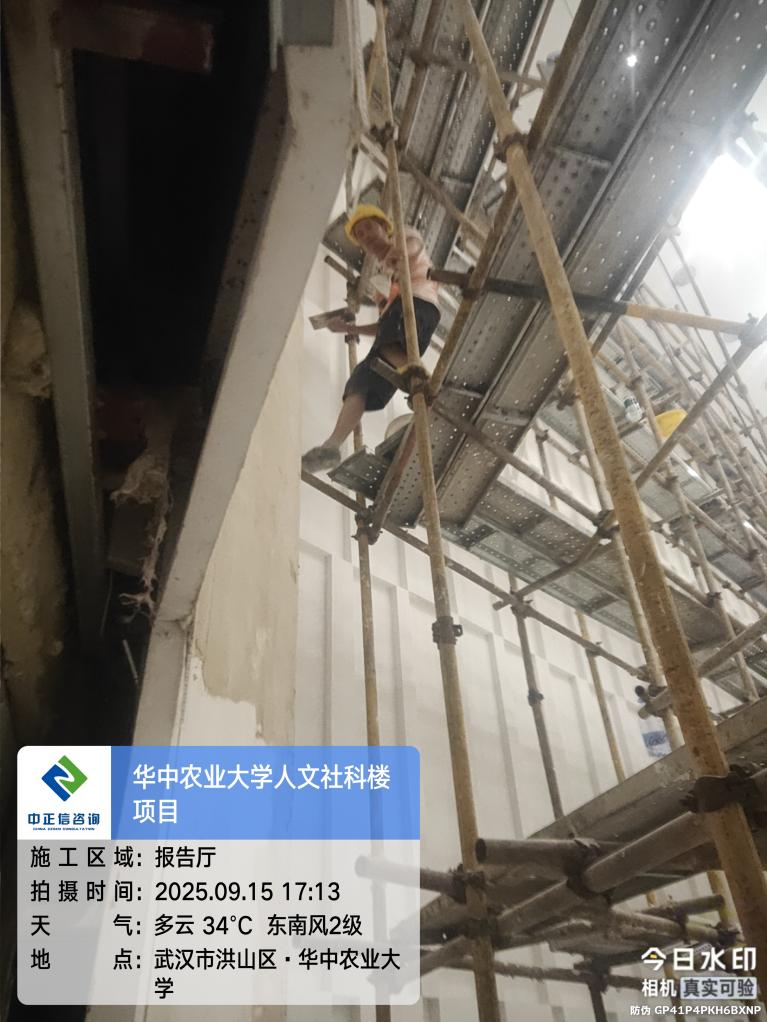 华中农业大学人文社科楼
项目
中正信咨询
施工区域：报告厅
拍摄时间：2025.09.15 17:13
天气：多云 34°C 东南风2级
地点：武汉市洪山区·华中农业大
学
今日水印
相机 真实可验
防伪 GP41P4PKH6BXNP